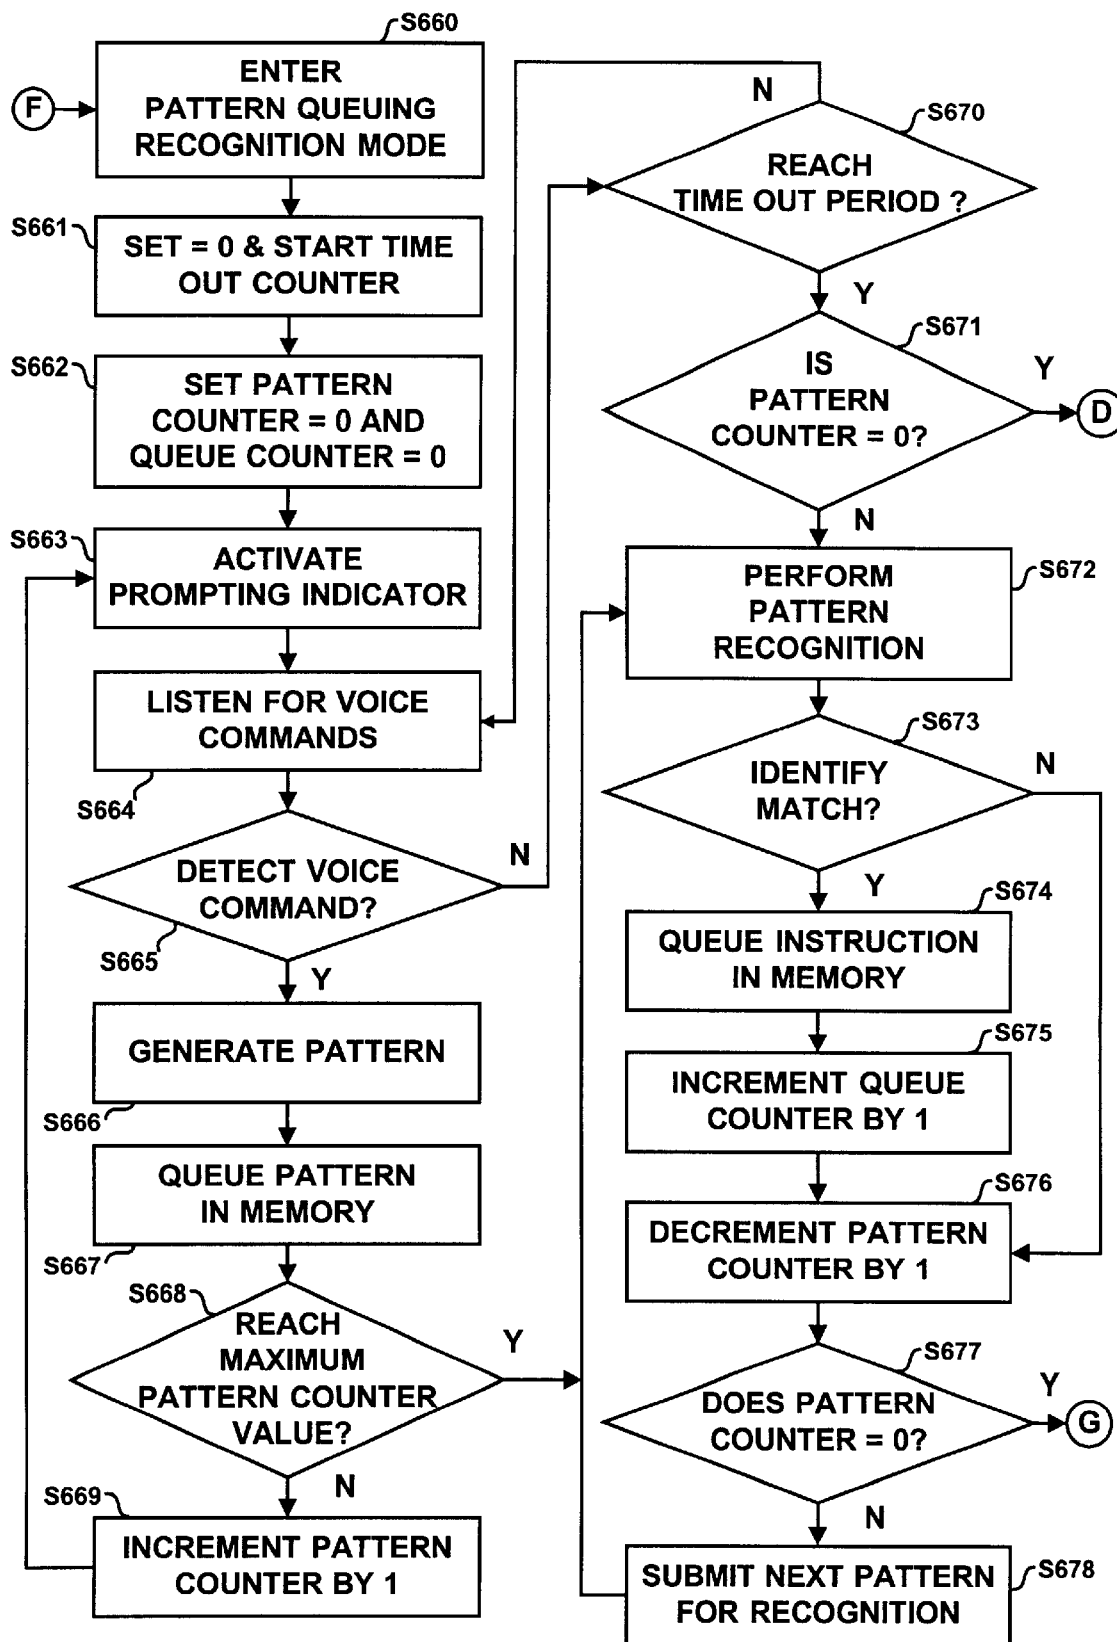 S660
F
ENTER
PATTERN QUEUING
RECOGNITION MODE
S661
SET = 0 & START TIME
OUT COUNTER
S662
SET PATTERN
COUNTER = 0 AND
QUEUE COUNTER = 0
S663
ACTIVATE
PROMPTING INDICATOR
LISTEN FOR VOICE
COMMANDS
S664
DETECT VOICE
COMMAND?
N
S665
Y
GENERATE PATTERN
S666
QUEUE PATTERN
IN MEMORY
S667
S668
REACH
MAXIMUM
PATTERN COUNTER
VALUE?
Y
N
S669
INCREMENT PATTERN
COUNTER BY 1
N
S670
REACH
TIME OUT PERIOD ?
Y
S671
IS
PATTERN
COUNTER = 0?
Y
D
N
S672
PERFORM
PATTERN
RECOGNITION
S673
IDENTIFY
MATCH?
N
Y
S674
QUEUE INSTRUCTION
IN MEMORY
S675
INCREMENT QUEUE
COUNTER BY 1
S676
DECREMENT PATTERN
COUNTER BY 1
S677
DOES PATTERN
COUNTER = 0?
Y
G
N
S678
SUBMIT NEXT PATTERN
FOR RECOGNITION